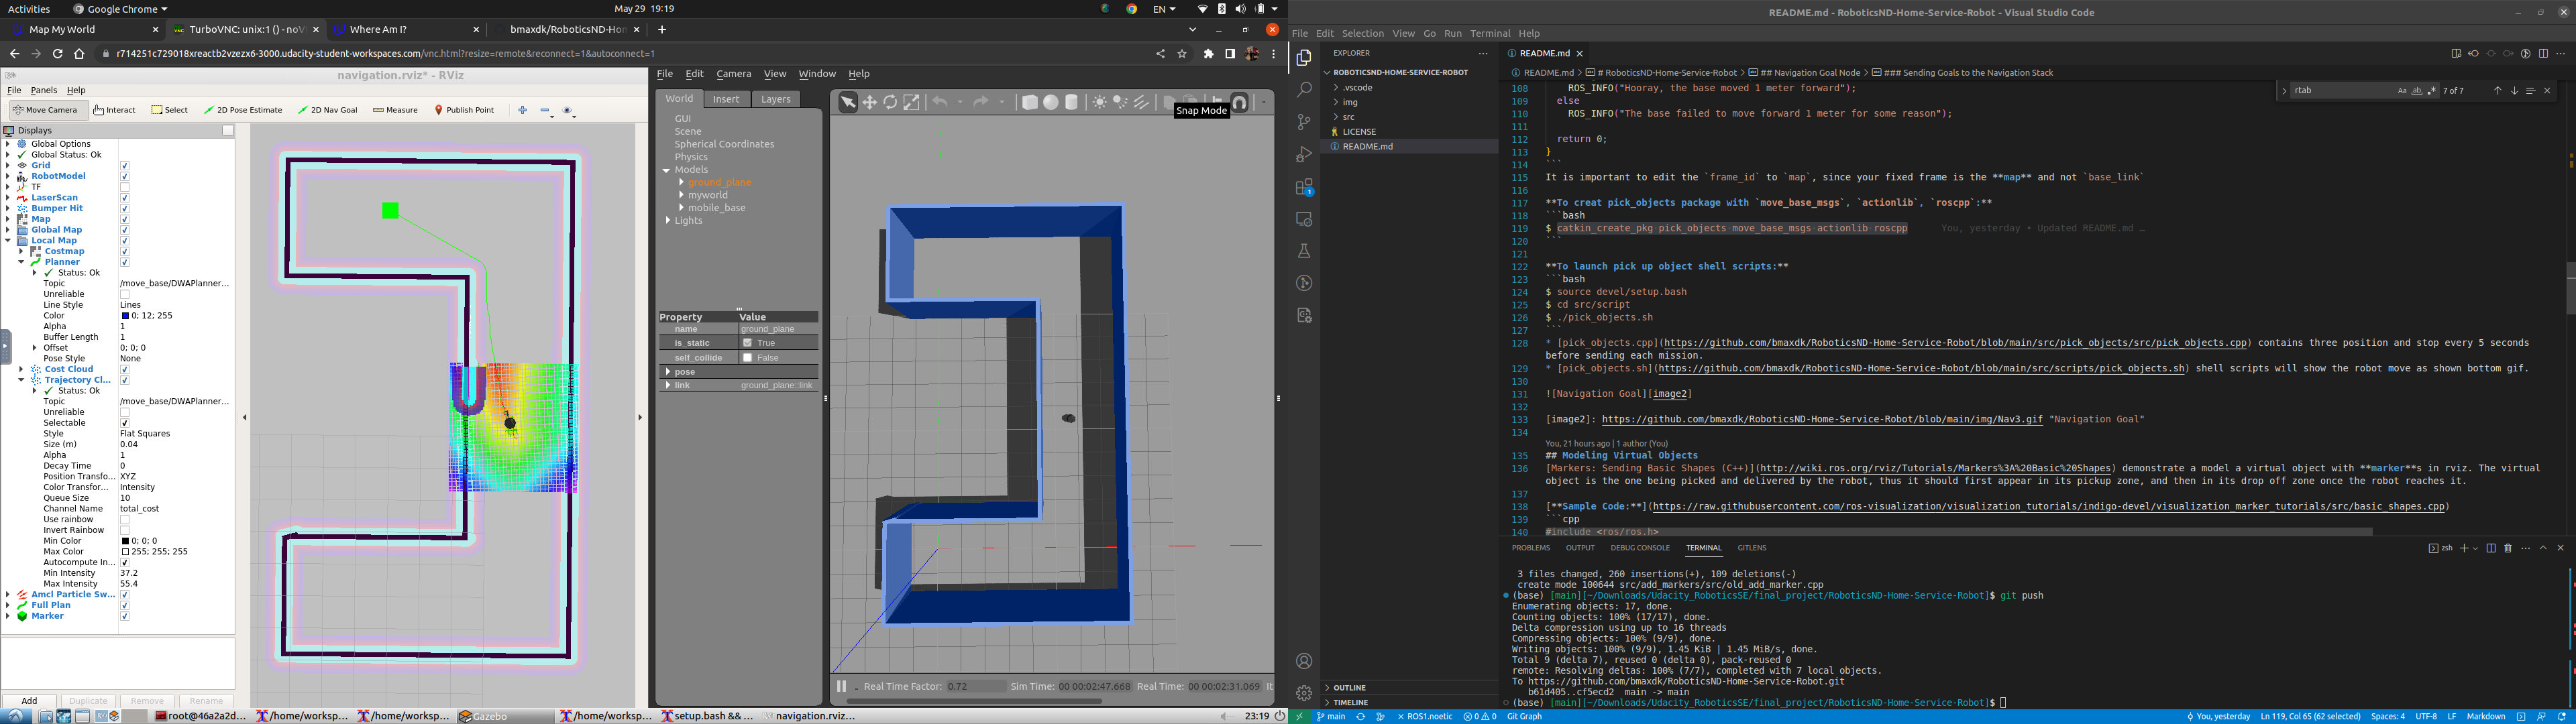 Activities
Google Chrome
May 29 19:19
EN
Map My World
TurboVNC: unix:1 () - noV
Where Am I?
bmaxdk/RoboticsND-Hon
r714251c729018xreactb2vzezx6-3000.udacity-student-workspaces.com/vnc.html?resize=remote&reconnect=1&autoconnect=1
navigation.rviz* - RViz
File Panels Help
Move Camera Interact Select 2D Pose Estimate 2D Nav Goal Measure Publish Point
Displays
Global Options
Global Status: Ok
Grid
RobotModel
TF
LaserScan
Bumper Hit
Map
Global Map
Local Map
Costmap
Planner
Status: Ok
Topic /move_base/DWAPlanner...
Unreliable
Line Style Lines
Color 0; 12; 255
Alpha 1
Buffer Length 1
Offset 0; 0; 0
Pose Style None
Cost Cloud
Trajectory Cl...
Status: Ok
Topic /move_base/DWAPlanner...
Unreliable
Selectable
Style Flat Squares
Size (m) 0.04
Alpha 1
Decay Time 0
Position Transfo... XYZ
Color Transfor... Intensity
Queue Size 10
Channel Name total_cost
Use rainbow
Invert Rainbow
Min Color 0; 0; 0
Max Color 255; 255; 255
Autocompute In...
Min Intensity 37.2
Max Intensity 55.4
Amcl Particle Sw...
Full Plan
Marker
Add Duplicate Remove Rename
File Edit Camera View Window Help
World Insert Layers
GUI
Scene
Spherical Coordinates
Physics
Models
ground_plane
myworld
mobile_base
Lights
Property Value
name ground_plane
is_static True
self_collide False
pose
link ground_plane::link
Snap Mode
Real Time Factor: 0.72 Sim Time: 00 00:02:47.668 Real Time: 00 00:02:31.069 It
root@46a2a2d... /home/worksp... /home/worksp... Gazebo /home/worksp... setup.bash && ... navigation.rviz... 23:19
README.md - RoboticsND-Home-Service-Robot - Visual Studio Code
File Edit Selection View Go Run Terminal Help
EXPLORER
ROBOTICSND-HOME-SERVICE-ROBOT
.vscode
img
src
LICENSE
README.md
OUTLINE
TIMELINE
README.md
README.md > # RoboticsND-Home-Service-Robot > ## Navigation Goal Node > ### Sending Goals to the Navigation Stack
rtab Aa ab 7 of 7
108 ROS_INFO("Hooray, the base moved 1 meter forward");
109 else
110 ROS_INFO("The base failed to move forward 1 meter for some reason");
111
112 return 0;
113 }
114 ```
115 It is important to edit the `frame_id` to `map`, since your fixed frame is the **map** and not `base_link`
116
117 **To creat pick_objects package with `move_base_msgs`, `actionlib`, `roscpp`:**
118 ```bash
119 $ catkin_create_pkg pick_objects move_base_msgs actionlib roscpp You, yesterday • Updated README.md …
120 ```
121
122 **To launch pick up object shell scripts:**
123 ```bash
124 $ source devel/setup.bash
125 $ cd src/script
126 $ ./pick_objects.sh
127 ```
128 * [pick_objects.cpp](https://github.com/bmaxdk/RoboticsND-Home-Service-Robot/blob/main/src/pick_objects/src/pick_objects.cpp) contains three position and stop every 5 seconds
before sending each mission.
129 * [pick_objects.sh](https://github.com/bmaxdk/RoboticsND-Home-Service-Robot/blob/main/src/scripts/pick_objects.sh) shell scripts will show the robot move as shown bottom gif.
130
131 ![Navigation Goal][image2]
132
133 [image2]: https://github.com/bmaxdk/RoboticsND-Home-Service-Robot/blob/main/img/Nav3.gif "Navigation Goal"
134
You, 21 hours ago | 1 author (You)
135 ## Modeling Virtual Objects
136 [Markers: Sending Basic Shapes (C++)](http://wiki.ros.org/rviz/Tutorials/Markers%3A%20Basic%20Shapes) demonstrate a model a virtual object with **marker**s in rviz. The virtual
object is the one being picked and delivered by the robot, thus it should first appear in its pickup zone, and then in its drop off zone once the robot reaches it.
137
138 [**Sample Code:**](https://raw.githubusercontent.com/ros-visualization/visualization_tutorials/indigo-devel/visualization_marker_tutorials/src/basic_shapes.cpp)
139 ```cpp
140 #include <ros/ros.h>
PROBLEMS OUTPUT DEBUG CONSOLE TERMINAL GITLENS
zsh
3 files changed, 260 insertions(+), 109 deletions(-)
create mode 100644 src/add_markers/src/old_add_marker.cpp
(base) [main][~/Downloads/Udacity_RoboticsSE/final_project/RoboticsND-Home-Service-Robot]$ git push
Enumerating objects: 17, done.
Counting objects: 100% (17/17), done.
Delta compression using up to 16 threads
Compressing objects: 100% (9/9), done.
Writing objects: 100% (9/9), 1.45 KiB | 1.45 MiB/s, done.
Total 9 (delta 7), reused 0 (delta 0), pack-reused 0
remote: Resolving deltas: 100% (7/7), completed with 7 local objects.
To https://github.com/bmaxdk/RoboticsND-Home-Service-Robot.git
b61d405..cf5ecd2 main -> main
(base) [main][~/Downloads/Udacity_RoboticsSE/final_project/RoboticsND-Home-Service-Robot]$
main ROS1.noetic 0 0 Git Graph You, yesterday Ln 119, Col 65 (62 selected) Spaces: 4 UTF-8 LF Markdown